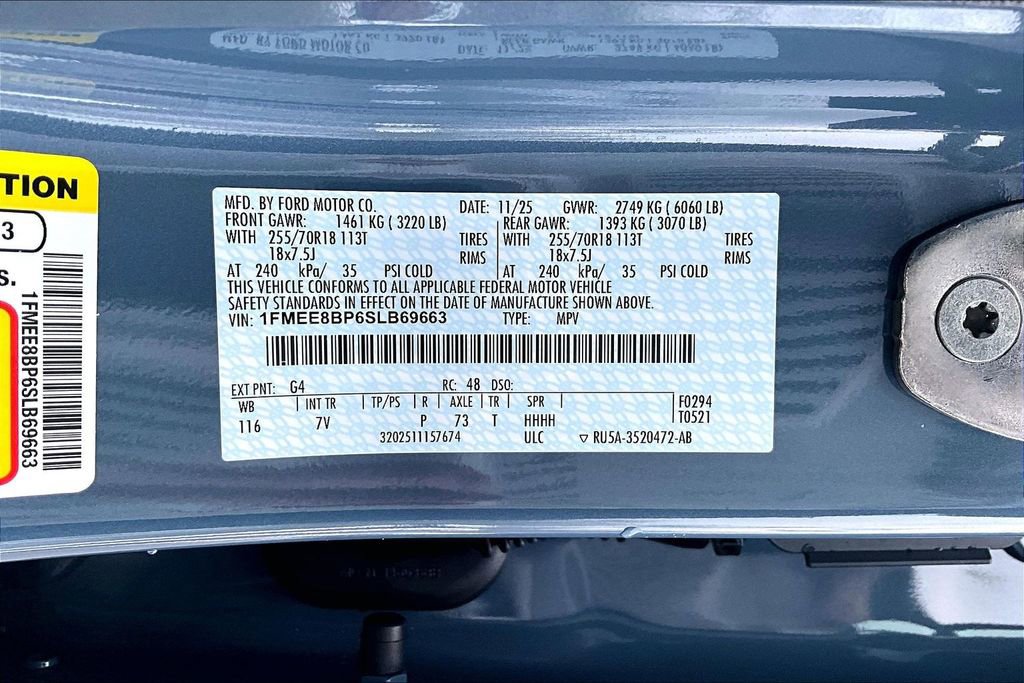 MFD. BY FORD MOTOR CO. DATE: 11/25 GVWR: 2749 KG ( 6060 LB)
FRONT GAWR: 1461 KG ( 3220 LB) REAR GAWR: 1393 KG ( 3070 LB)
WITH 255/70R18 113T TIRES WITH 255/70R18 113T TIRES
18x7.5J RIMS 18x7.5J RIMS
AT 240 kPa/ 35 PSI COLD AT 240 kPa/ 35 PSI COLD
THIS VEHICLE CONFORMS TO ALL APPLICABLE FEDERAL MOTOR VEHICLE
SAFETY STANDARDS IN EFFECT ON THE DATE OF MANUFACTURE SHOWN ABOVE.
VIN: 1FMEE8BP6SLB69663 TYPE: MPV
EXT PNT: G4 RC: 48 DSO:
WB INT TR TP/PS R AXLE TR SPR F0294
116 7V P 73 T HHHH T0521
3202511157674 ULC ▽ RU5A-3520472-AB
TION
3
S.
1FMEE8BP6SLB69663